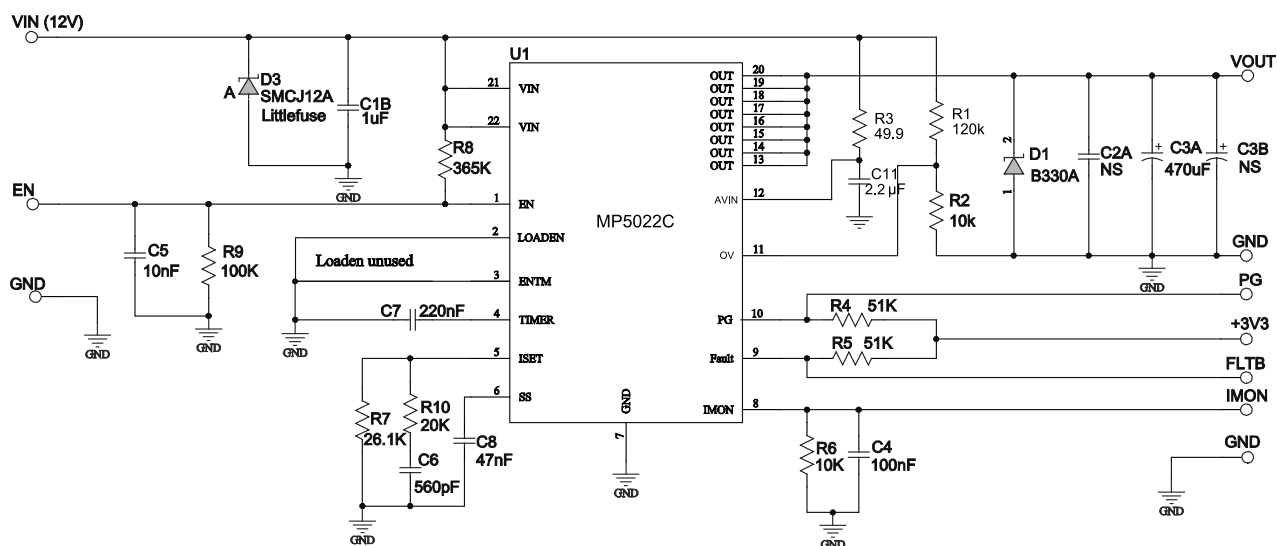 VIN (12V)
U1
D3
A
SMCJ12A
Littlefuse
C1B
1uF
GND
21
VIN
22
VIN
R8
365K
EN
1
EN
C5
10nF
R9
100K
GND
GND
GND
2
LOADEN
Loaden unused
3
ENTM
C7
220nF
4
TIMER
GND
5
ISET
6
SS
R7
26.1K
R10
20K
C6
560pF
C8
47nF
GND
MP5022C
GND
7
GND
OUT
20
OUT
19
OUT
18
OUT
17
OUT
16
OUT
15
OUT
14
OUT
13
AVIN
12
OV
11
PG
10
Fault
9
IMON
8
R3
49.9
C11
2.2 µF
GND
R1
120k
R2
10k
2
D1
B330A
1
C2A
NS
+
C3A
470uF
+
C3B
NS
VOUT
GND
GND
PG
R4
51K
R5
51K
+3V3
FLTB
IMON
R6
10K
C4
100nF
GND
GND
GND